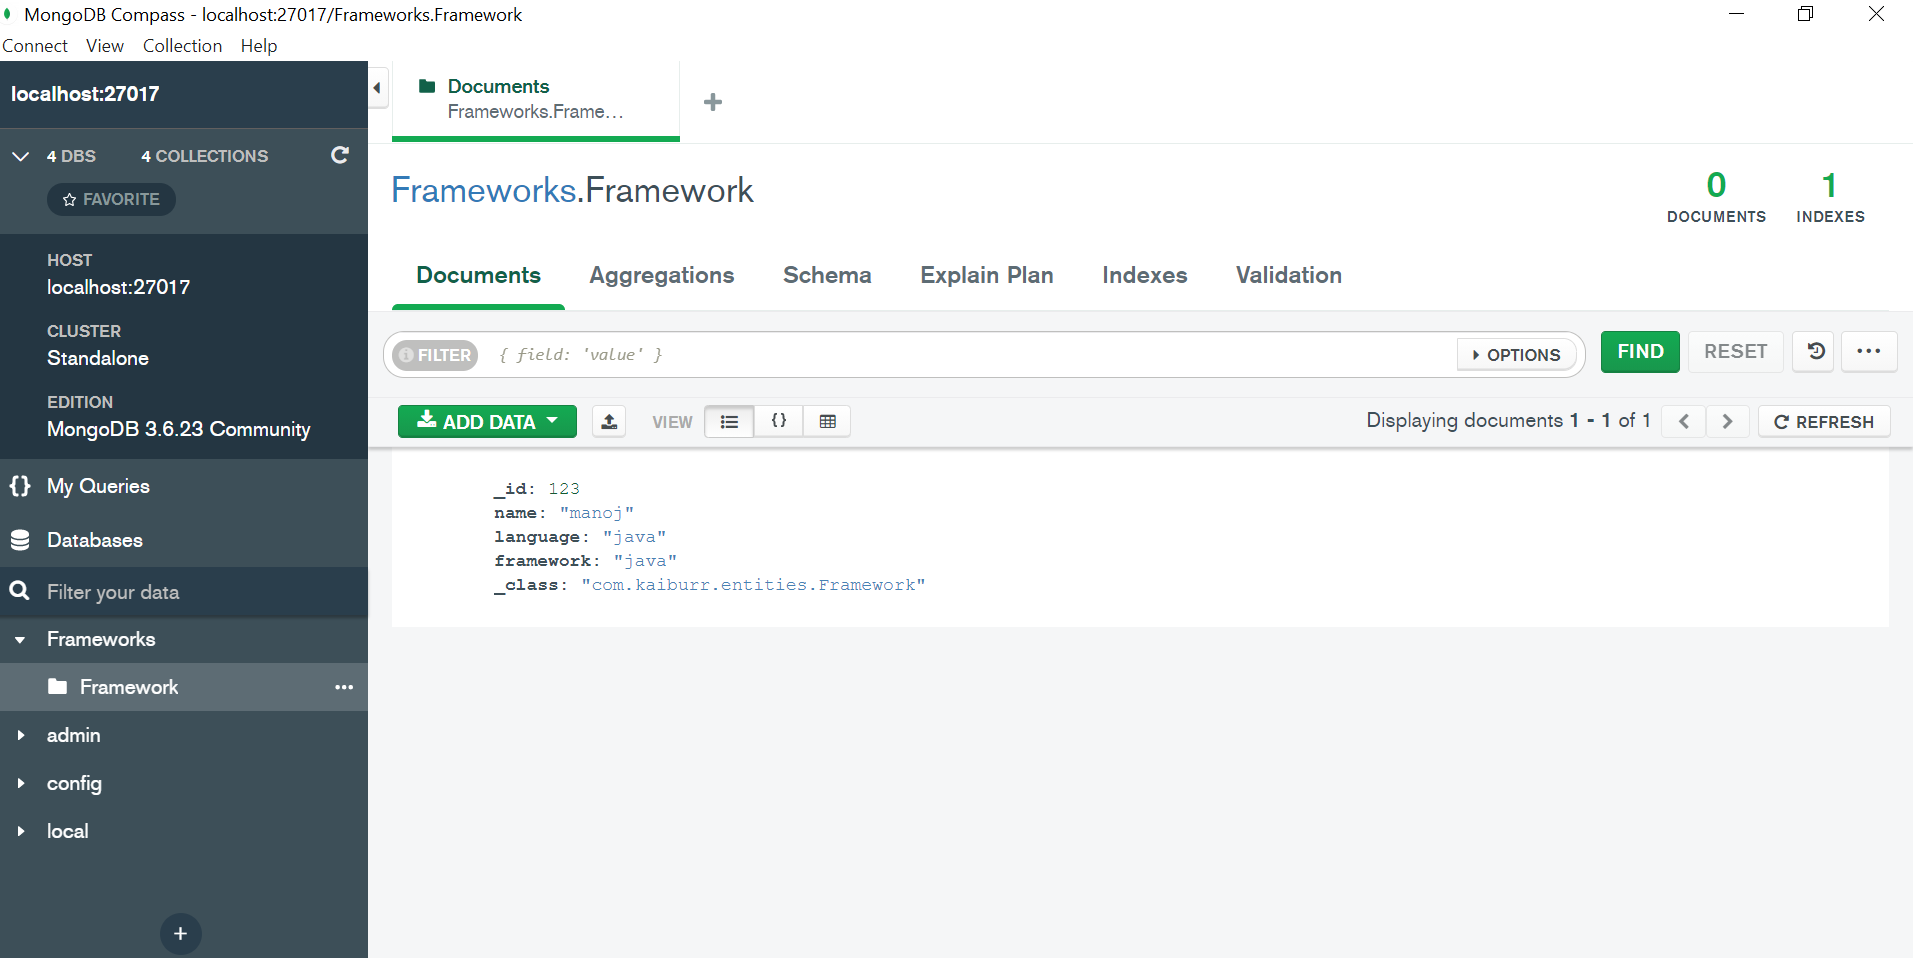 MongoDB Compass - localhost:27017/Frameworks.Framework
Connect View Collection Help
localhost:27017
4 DBS 4 COLLECTIONS
FAVORITE
HOST
localhost:27017
CLUSTER
Standalone
EDITION
MongoDB 3.6.23 Community
{} My Queries
Databases
Filter your data
Frameworks
Framework
admin
config
local
+
Documents
Frameworks.Frame...
+
Frameworks.Framework
0
DOCUMENTS
1
INDEXES
Documents Aggregations Schema Explain Plan Indexes Validation
FILTER { field: 'value' } OPTIONS FIND RESET
ADD DATA VIEW {} Displaying documents 1 - 1 of 1 REFRESH
_id: 123
name: "manoj"
language: "java"
framework: "java"
_class: "com.kaiburr.entities.Framework"